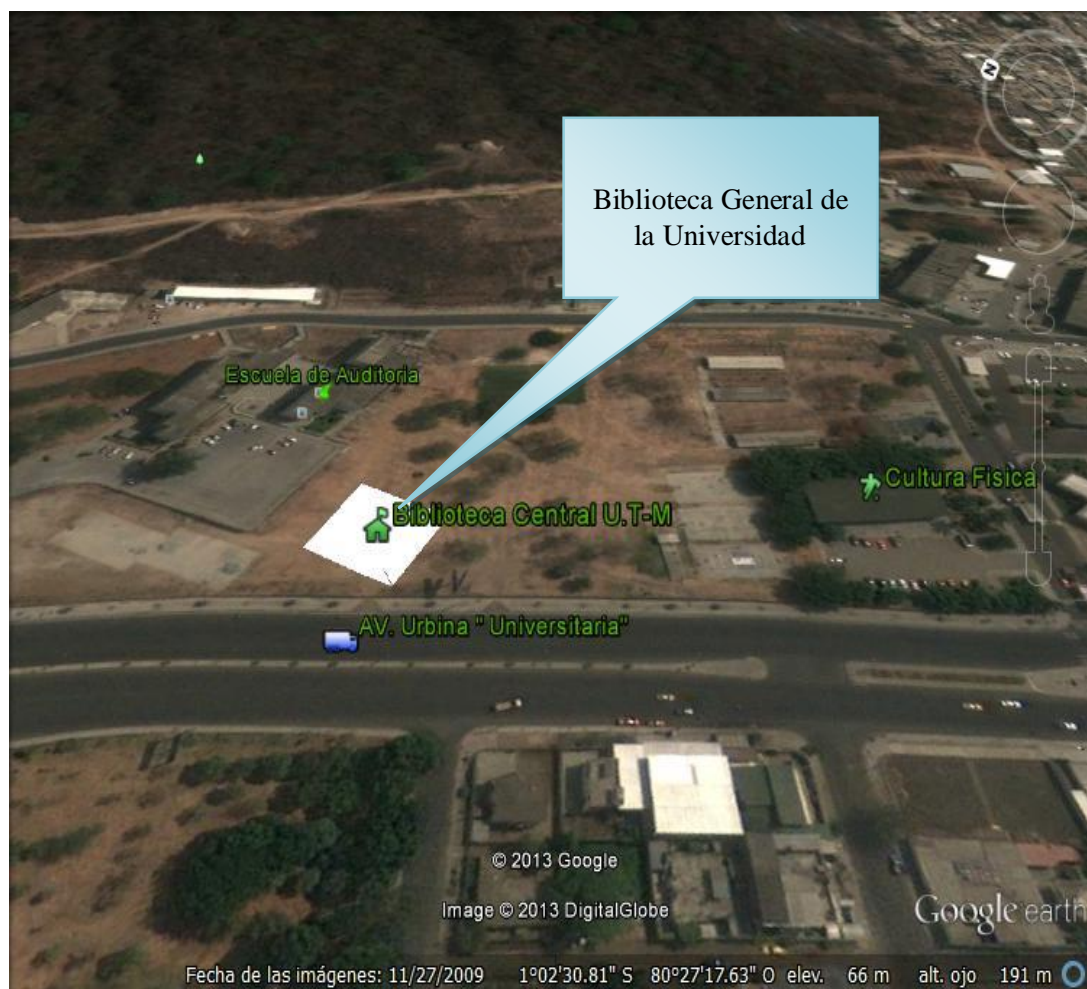 N
Biblioteca General de
la Universidad
Escuela de Auditoria
Cultura Fisica
Biblioteca Central U.T-M
AV. Urbina " Universitaria"
© 2013 Google
Image © 2013 DigitalGlobe
Google earth
Fecha de las imágenes: 11/27/2009 1°02'30.81" S 80°27'17.63" O elev. 66 m alt. ojo 191 m